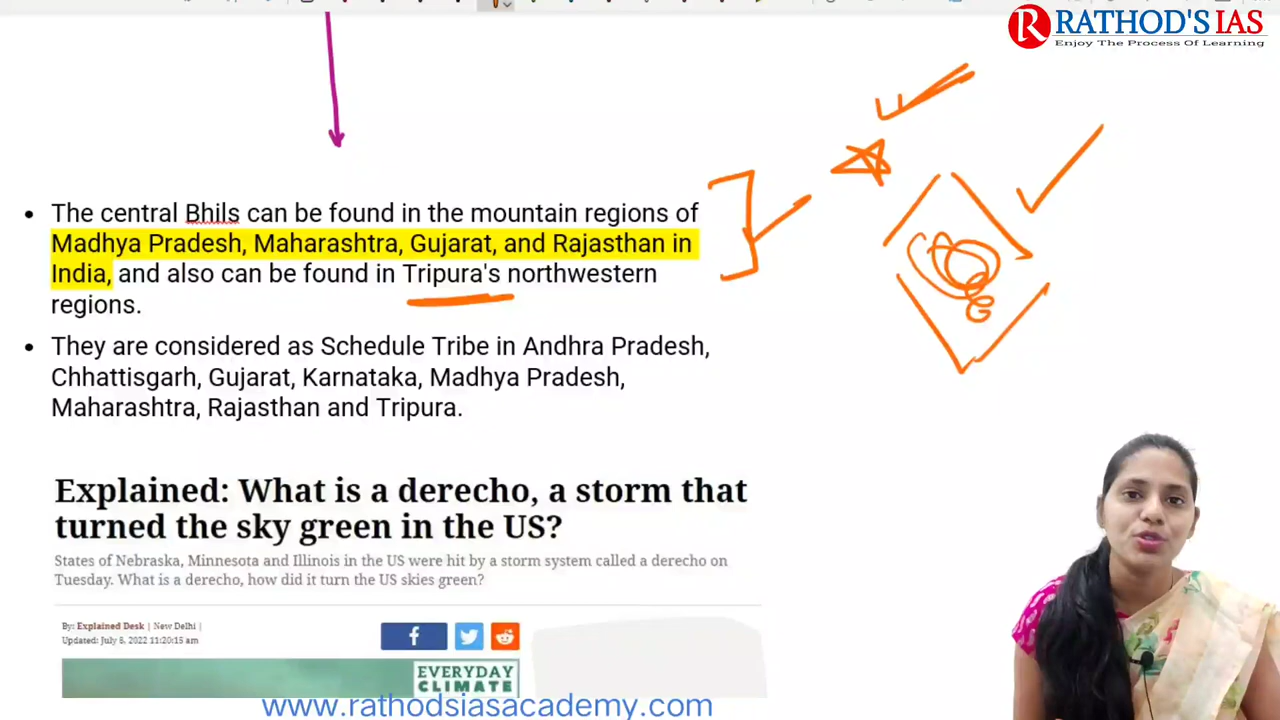 RATHOD'S IAS
Enjoy The Process Of Learning
• The central Bhils can be found in the mountain regions of
Madhya Pradesh, Maharashtra, Gujarat, and Rajasthan in
India, and also can be found in Tripura's northwestern
regions.
• They are considered as Schedule Tribe in Andhra Pradesh,
Chhattisgarh, Gujarat, Karnataka, Madhya Pradesh,
Maharashtra, Rajasthan and Tripura.
Explained: What is a derecho, a storm that
turned the sky green in the US?
States of Nebraska, Minnesota and Illinois in the US were hit by a storm system called a derecho on
Tuesday. What is a derecho, how did it turn the US skies green?
By: Explained Desk | New Delhi |
Updated: July 8, 2022 11:20:15 am
EVERYDAY
CLIMATE
www.rathodsiasacademy.com